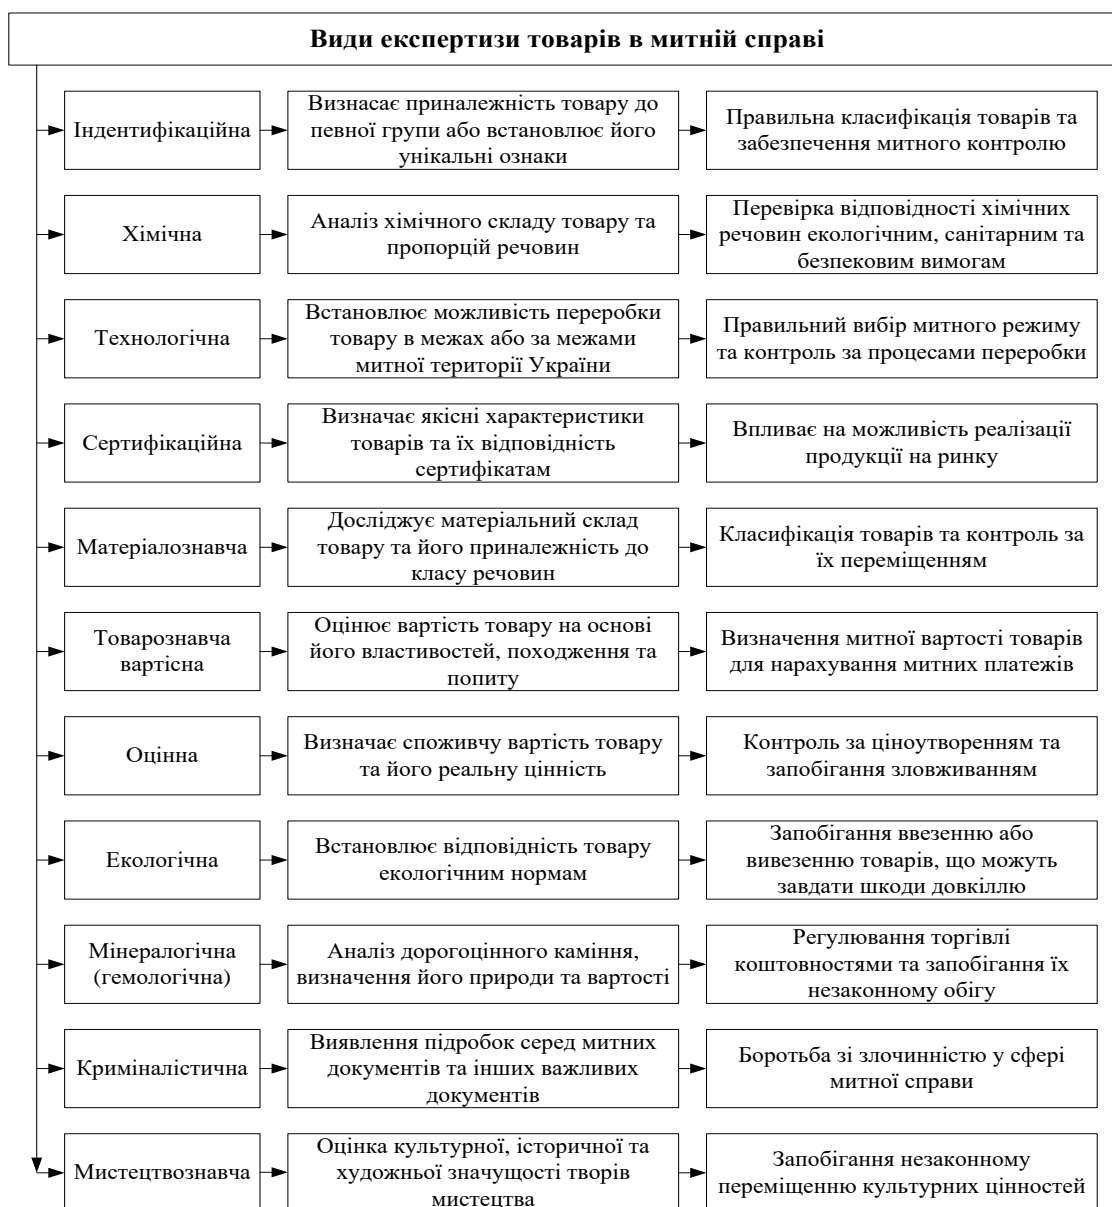 Види експертизи товарів в митній справі
Індентифікаційна
Визнасає приналежність товару до
певної групи або встановлює його
унікальні ознаки
Правильна класифікація товарів та
забезпечення митного контролю
Хімічна
Аналіз хімічного складу товару та
пропорцій речовин
Перевірка відповідності хімічних
речовин екологічним, санітарним та
безпековим вимогам
Технологічна
Встановлює можливість переробки
товару в межах або за межами
митної території України
Правильний вибір митного режиму
та контроль за процесами переробки
Сертифікаційна
Визначає якісні характеристики
товарів та їх відповідність
сертифікатам
Впливає на можливість реалізації
продукції на ринку
Матеріалознавча
Досліджує матеріальний склад
товару та його приналежність до
класу речовин
Класифікація товарів та контроль за
їх переміщенням
Товарознавча
вартісна
Оцінює вартість товару на основі
його властивостей, походження та
попиту
Визначення митної вартості товарів
для нарахування митних платежів
Оцінна
Визначає споживчу вартість товару
та його реальну цінність
Контроль за ціноутворенням та
запобігання зловживанням
Екологічна
Встановлює відповідність товару
екологічним нормам
Запобігання ввезенню або
вивезенню товарів, що можуть
завдати шкоди довкіллю
Мінералогічна
(гемологічна)
Аналіз дорогоцінного каміння,
визначення його природи та вартості
Регулювання торгівлі
коштовностями та запобігання їх
незаконному обігу
Криміналістична
Виявлення підробок серед митних
документів та інших важливих
документів
Боротьба зі злочинністю у сфері
митної справи
Мистецтвознавча
Оцінка культурної, історичної та
художньої значущості творів
мистецтва
Запобігання незаконному
переміщенню культурних цінностей